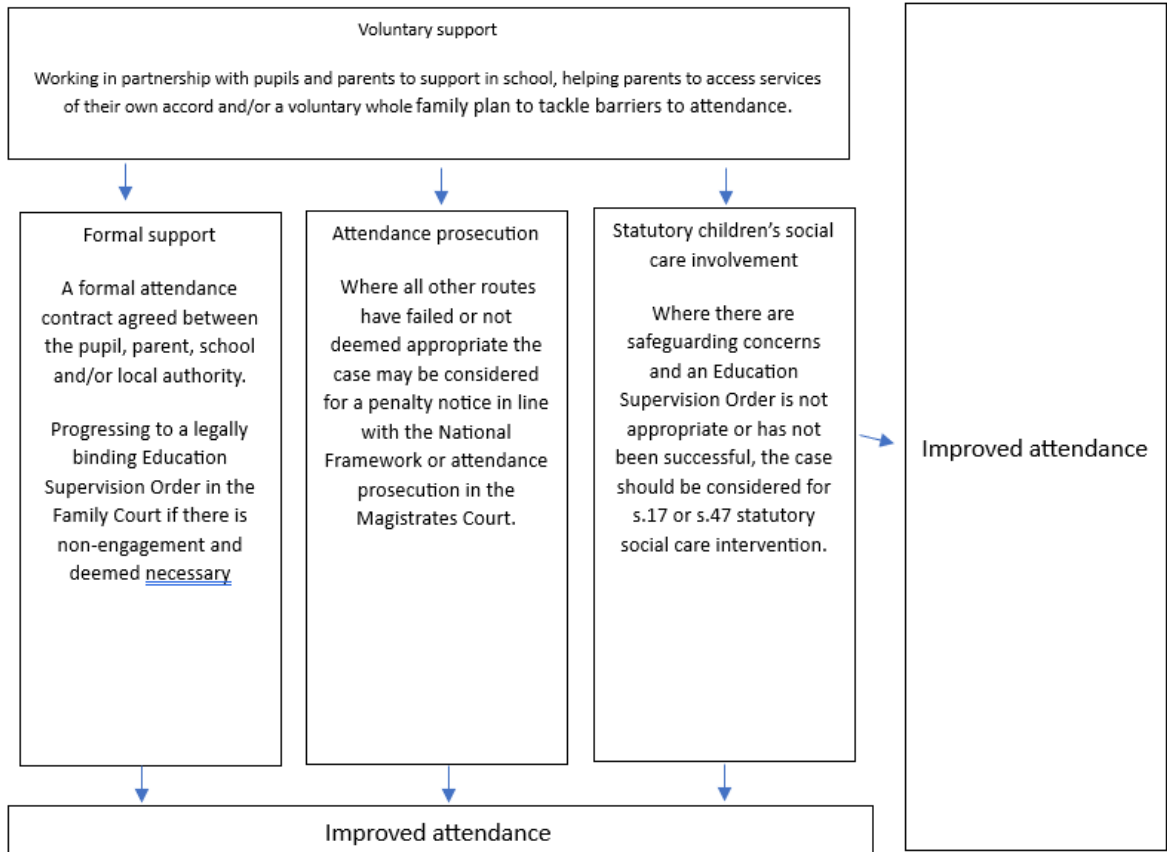 Voluntary support
Working in partnership with pupils and parents to support in school, helping parents to access services
of their own accord and/or a voluntary whole family plan to tackle barriers to attendance.
Formal support
A formal attendance
contract agreed between
the pupil, parent, school
and/or local authority.
Progressing to a legally
binding Education
Supervision Order in the
Family Court if there is
non-engagement and
deemed necessary
Attendance prosecution
Where all other routes
have failed or not
deemed appropriate the
case may be considered
for a penalty notice in line
with the National
Framework or attendance
prosecution in the
Magistrates Court.
Statutory children’s social
care involvement
Where there are
safeguarding concerns
and an Education
Supervision Order is not
appropriate or has not
been successful, the case
should be considered for
s.17 or s.47 statutory
social care intervention.
Improved attendance
Improved attendance